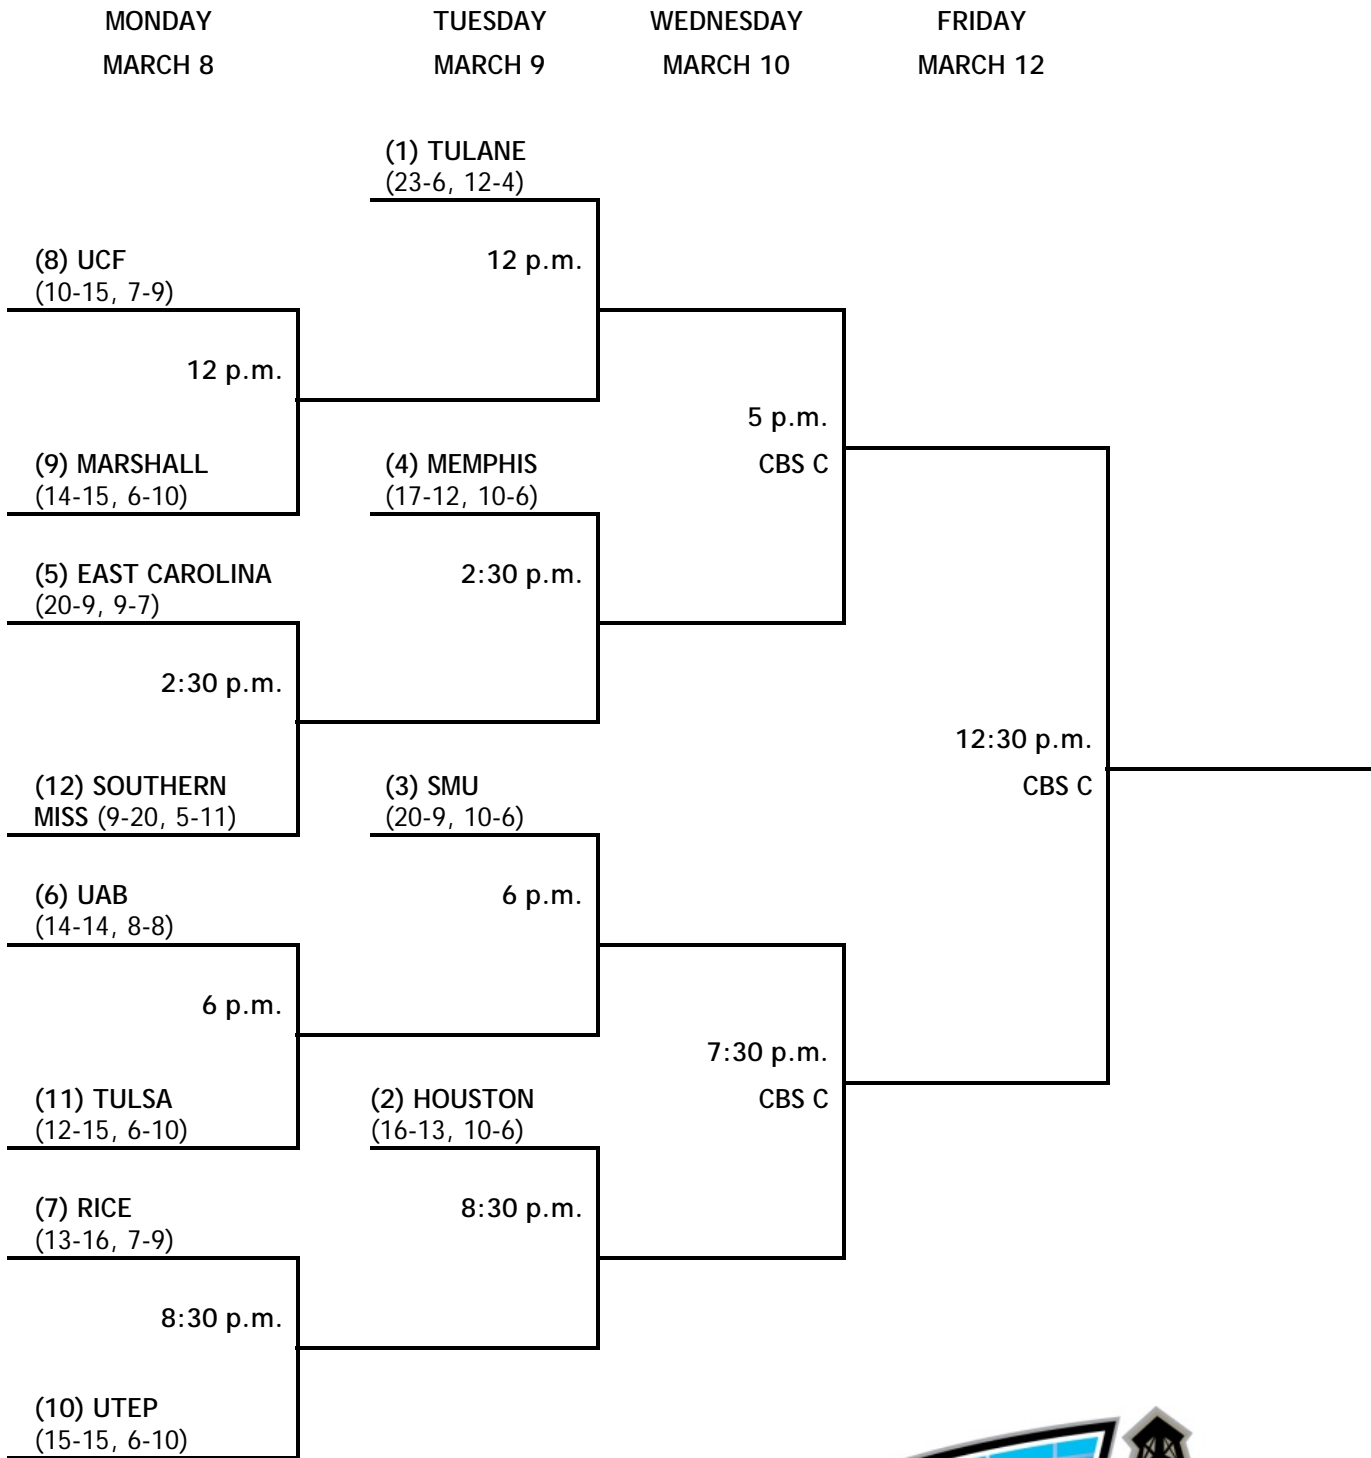 MONDAY
MARCH 8
TUESDAY
MARCH 9
WEDNESDAY
MARCH 10
FRIDAY
MARCH 12
(1) TULANE
(23-6, 12-4)
(8) UCF
(10-15, 7-9)
12 p.m.
12 p.m.
(9) MARSHALL
(14-15, 6-10)
(4) MEMPHIS
(17-12, 10-6)
5 p.m.
CBS C
(5) EAST CAROLINA
(20-9, 9-7)
2:30 p.m.
2:30 p.m.
(12) SOUTHERN
MISS (9-20, 5-11)
(3) SMU
(20-9, 10-6)
12:30 p.m.
CBS C
(6) UAB
(14-14, 8-8)
6 p.m.
6 p.m.
(11) TULSA
(12-15, 6-10)
(2) HOUSTON
(16-13, 10-6)
7:30 p.m.
CBS C
(7) RICE
(13-16, 7-9)
8:30 p.m.
8:30 p.m.
(10) UTEP
(15-15, 6-10)